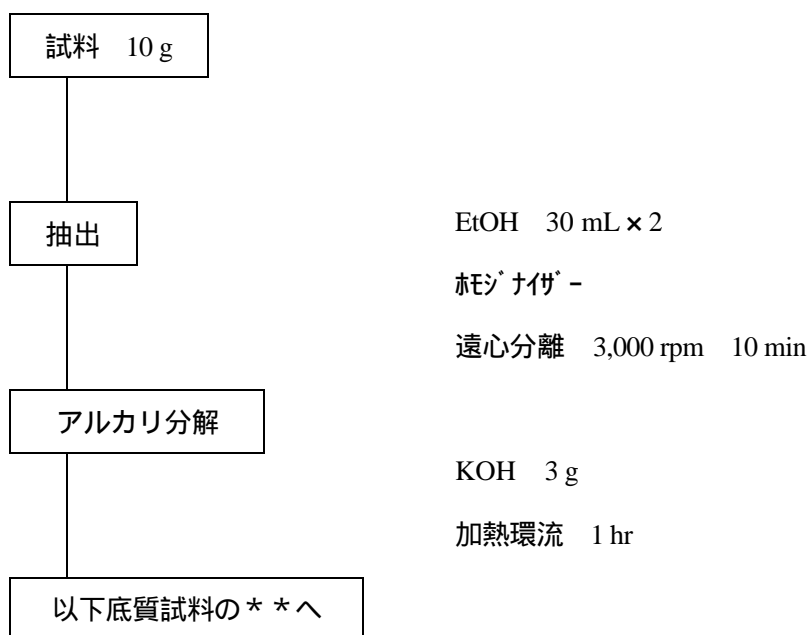 試料　10 g
抽出
EtOH　30 mL × 2
ﾎﾓｼﾞﾅｲｻﾞｰ
遠心分離　3,000 rpm　10 min
アルカリ分解
KOH　3 g
加熱環流　1 hr
以下底質試料の＊＊へ